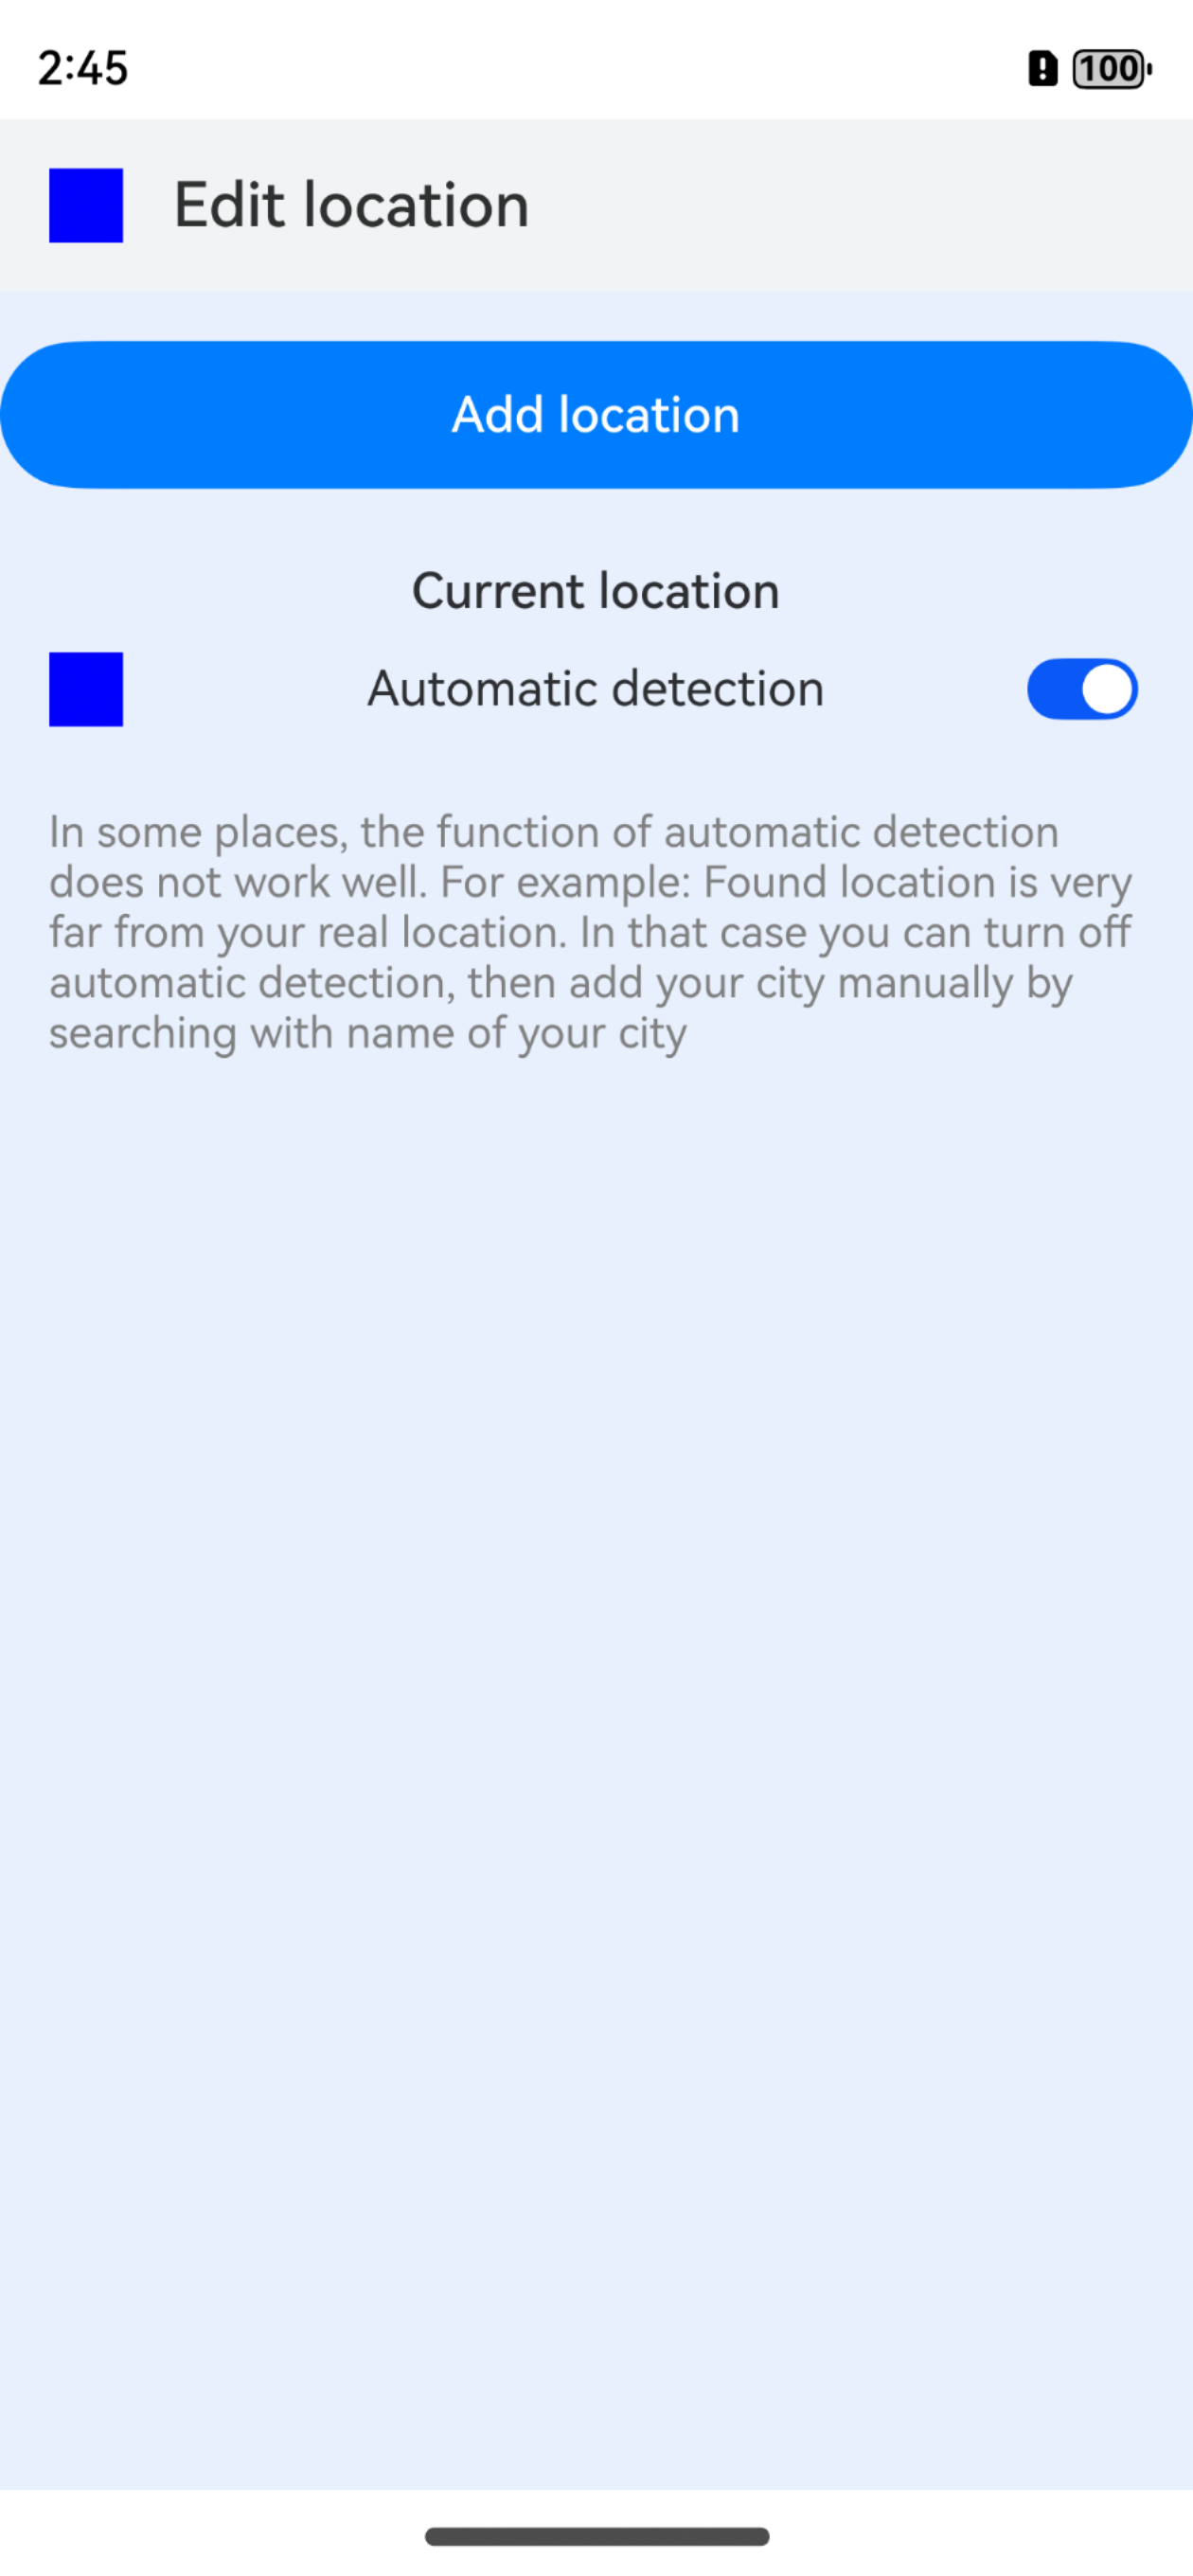 2:45
100
Edit location
Add location
Current location
Automatic detection
In some places, the function of automatic detection
does not work well. For example: Found location is very
far from your real location. In that case you can turn off
automatic detection, then add your city manually by
searching with name of your city